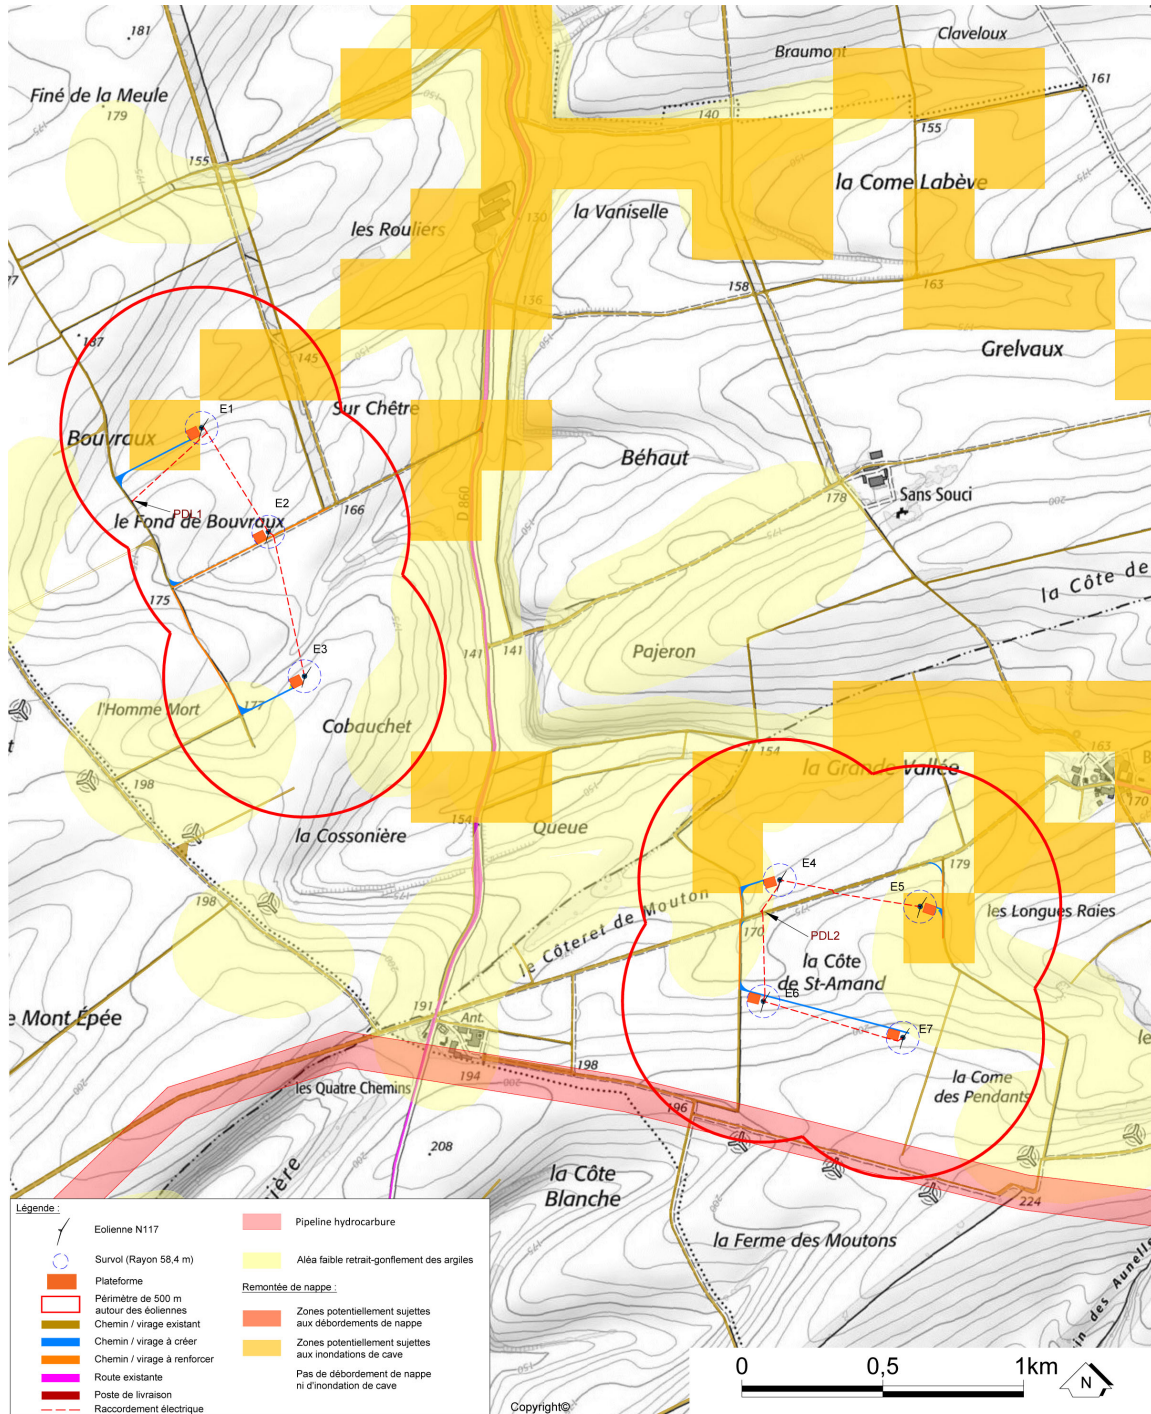 181
Claveloux
Braumont
Finé de la Meule
179
161
140
155
155
la Come Labève
la Vaniselle
les Rouliers
130
136
158
163
187
145
Grelvaux
Sur Chêtre
E1
Bouvraux
Béhaut
D 860
178
Sans Souci
PDL1
le Fond de Bouvraux
E2
166
175
la Côte de
141
141
Pajeron
E3
l'Homme Mort
177
Cobauchet
154
163
la Grande Vallée
B
170
198
154
Queue
la Cossonière
E4
179
198
E5
le Côteret de Mouton
les Longues Raies
170
PDL2
la Côte
de St-Amand
E6
191
Ant.
e Mont Épée
E7
198
194
les Quatre Chemins
la Come
des Pendants
196
208
la Côte
Blanche
224
la Ferme des Moutons
Légende :
Eolienne N117
Survol (Rayon 58,4 m)
Plateforme
Périmètre de 500 m
autour des éoliennes
Chemin / virage existant
Chemin / virage à créer
Chemin / virage à renforcer
Route existante
Poste de livraison
Raccordement électrique
Pipeline hydrocarbure
Aléa faible retrait-gonflement des argiles
Remontée de nappe :
Zones potentiellement sujettes
aux débordements de nappe
Zones potentiellement sujettes
aux inondations de cave
Pas de débordement de nappe
ni d'inondation de cave
Copyright©
0
0,5
1km
N